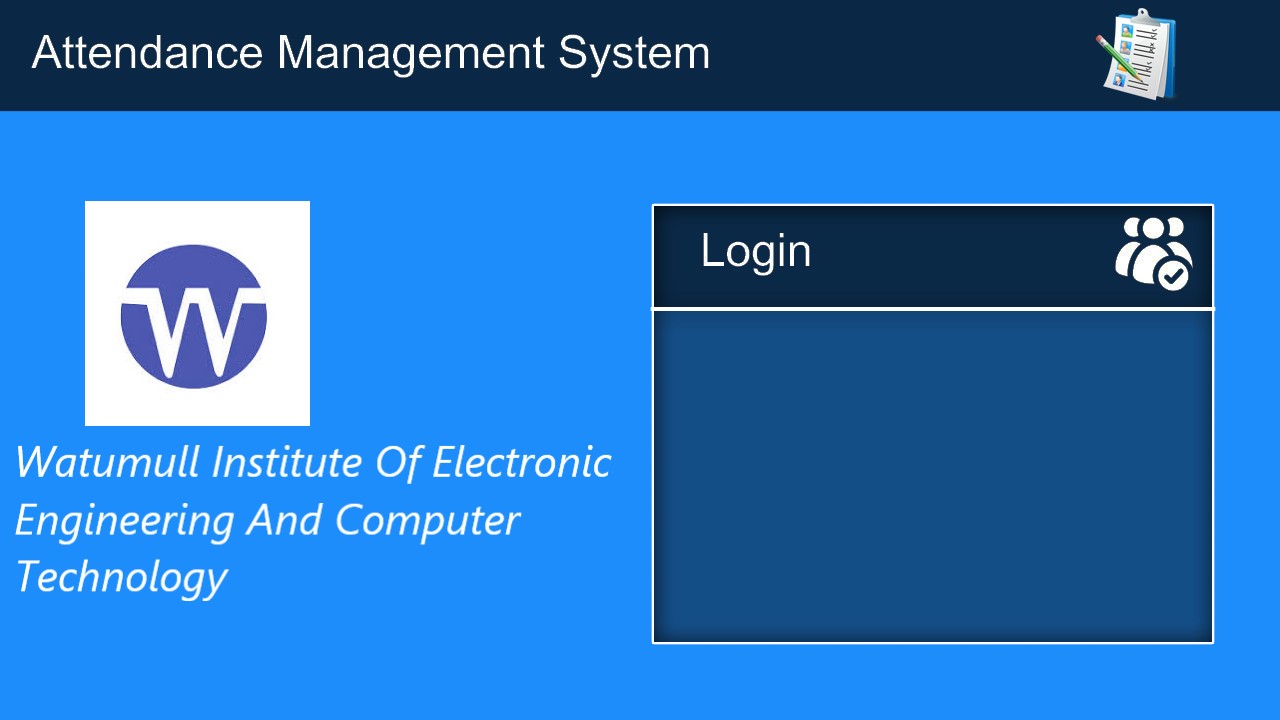 Attendance Management System
W
Login
Watumull Institute Of Electronic
Engineering And Computer
Technology